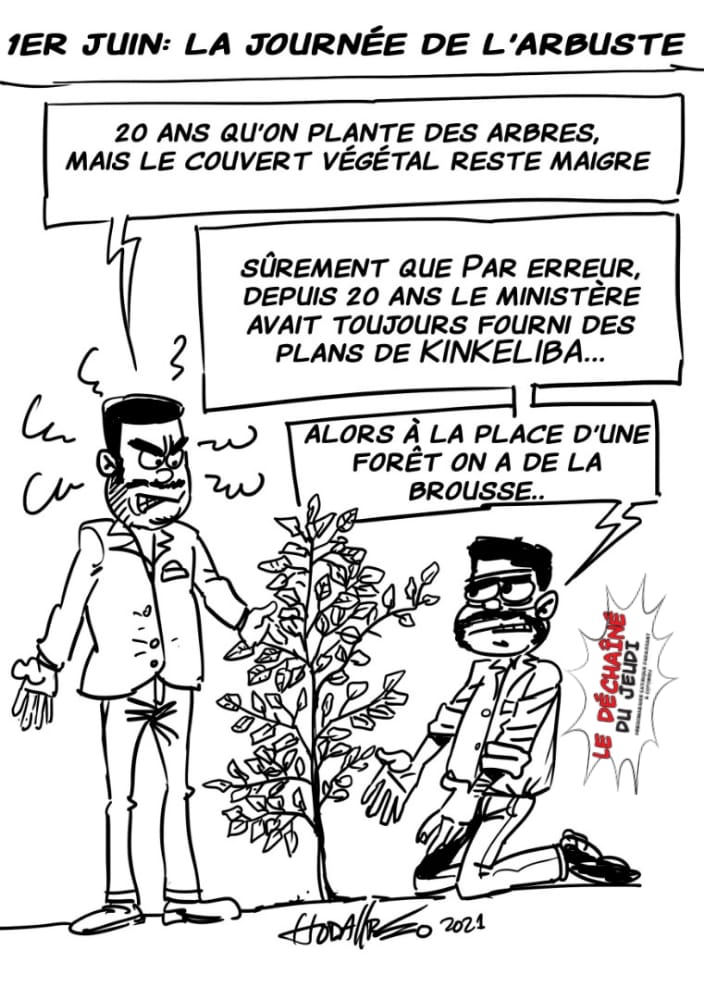 1ER JUIN: LA JOURNÉE DE L'ARBUSTE
20 ANS QU'ON PLANTE DES ARBRES,
MAIS LE COUVERT VÉGÉTAL RESTE MAIGRE
SÛREMENT QUE PAR ERREUR,
DEPUIS 20 ANS LE MINISTÈRE
AVAIT TOUJOURS FOURNI DES
PLANS DE KINKELIBA...
ALORS À LA PLACE D'UNE
FORÊT ON A DE LA
BROUSSE..
LE DÉCHAÎNÉ
DU JEUDI
2021